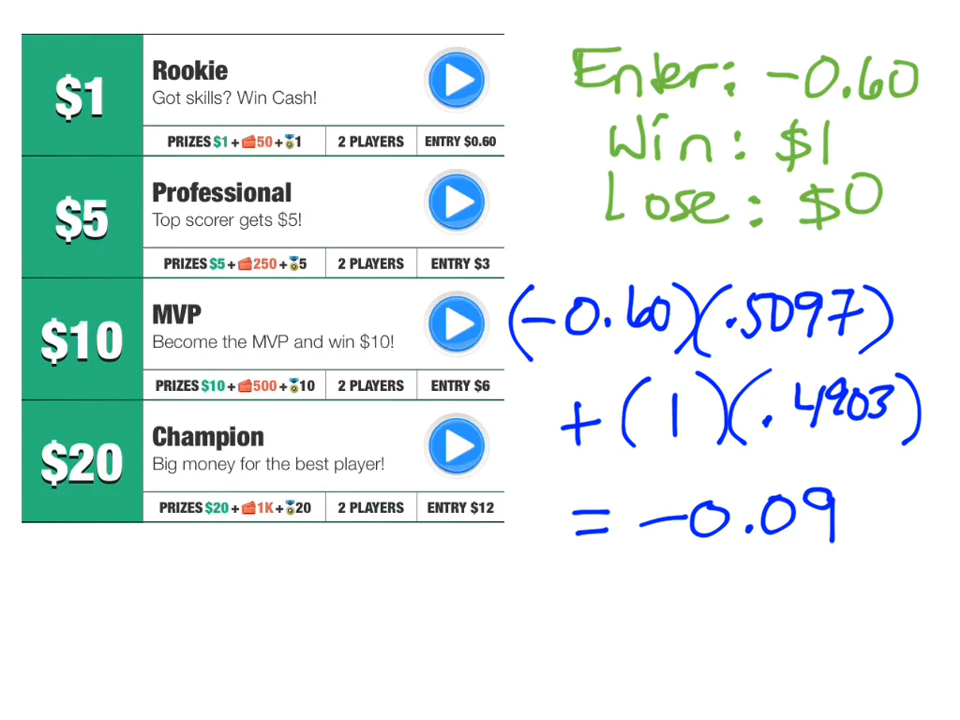 $1
Rookie
Got skills? Win Cash!
PRIZES $1 + 50 + 1
2 PLAYERS
ENTRY $0.60
$5
Professional
Top scorer gets $5!
PRIZES $5 + 250 + 5
2 PLAYERS
ENTRY $3
$10
MVP
Become the MVP and win $10!
PRIZES $10 + 500 + 10
2 PLAYERS
ENTRY $6
$20
Champion
Big money for the best player!
PRIZES $20 + 1K + 20
2 PLAYERS
ENTRY $12
Enter: -0.60
Win: $1
Lose: $0
(-0.60)(.5097)
+ (1)(.4903)
= -0.09